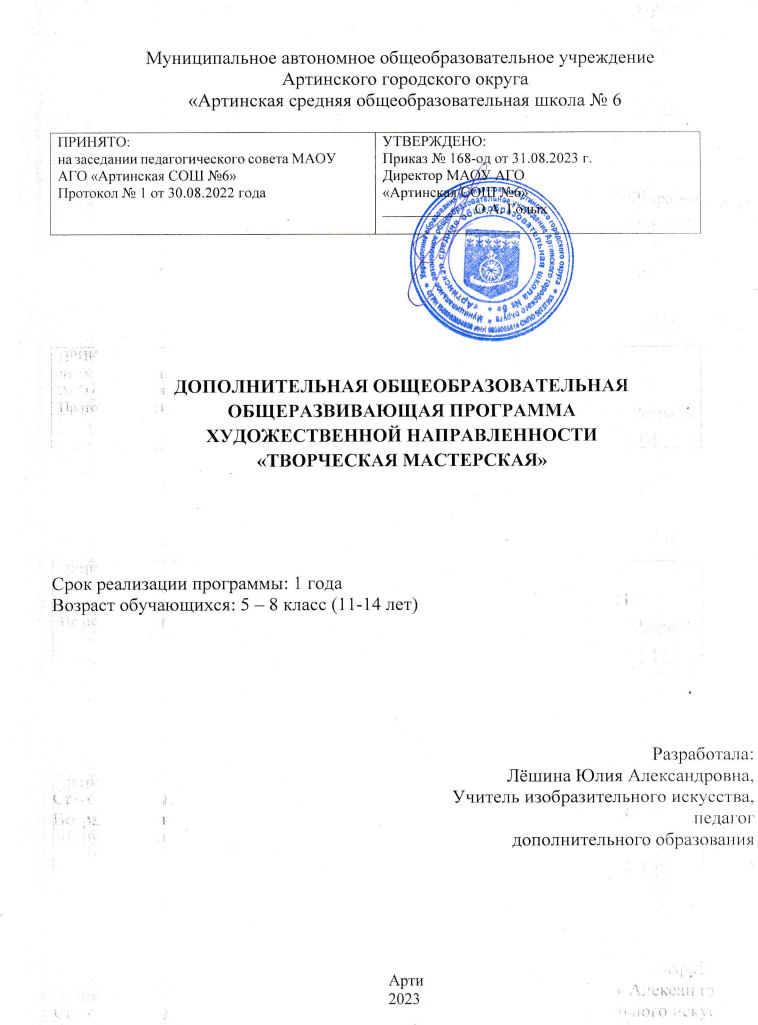 Муниципальное автономное общеобразовательное учреждение
Артинского городского округа
«Артинская средняя общеобразовательная школа № 6
ПРИНЯТО:
на заседании педагогического совета МАОУ
АГО «Артинская СОШ №6»
Протокол № 1 от 30.08.2022 года
УТВЕРЖДЕНО:
Приказ № 168-од от 31.08.2023 г.
Директор МАОУ АГО
«Артинская СОШ №6»
О.А. Голых
ДОПОЛНИТЕЛЬНАЯ ОБЩЕОБРАЗОВАТЕЛЬНАЯ
ОБЩЕРАЗВИВАЮЩАЯ ПРОГРАММА
ХУДОЖЕСТВЕННОЙ НАПРАВЛЕННОСТИ
«ТВОРЧЕСКАЯ МАСТЕРСКАЯ»
Срок реализации программы: 1 года
Возраст обучающихся: 5 – 8 класс (11-14 лет)
Разработала:
Лёшина Юлия Александровна,
Учитель изобразительного искусства,
педагог
дополнительного образования
Арти
2023